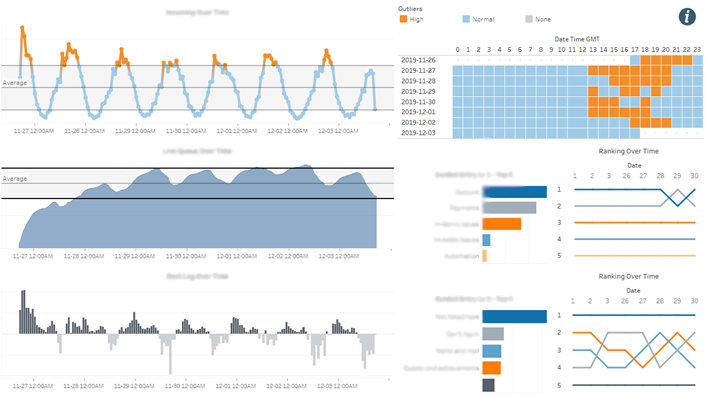 Outliers
High Normal None
i
Average
11-27 12:00AM 11-28 12:00AM 11-29 12:00AM 11-30 12:00AM 12-01 12:00AM 12-02 12:00AM 12-03 12:00AM
Date Time GMT
0 1 2 3 4 5 6 7 8 9 10 11 12 13 14 15 16 17 18 19 20 21 22 23
2019-11-26
2019-11-27
2019-11-28
2019-11-29
2019-11-30
2019-12-01
2019-12-02
2019-12-03
Average
11-27 12:00AM 11-28 12:00AM 11-29 12:00AM 11-30 12:00AM 12-01 12:00AM 12-02 12:00AM 12-03 12:00AM
Ranking Over Time
Date
1 2 3 26 27 28 29 30
1
2
3
4
5
11-27 12:00AM 11-28 12:00AM 11-29 12:00AM 11-30 12:00AM 12-01 12:00AM 12-02 12:00AM 12-03 12:00AM
Ranking Over Time
Date
1 2 3 26 27 28 29 30
1
2
3
4
5